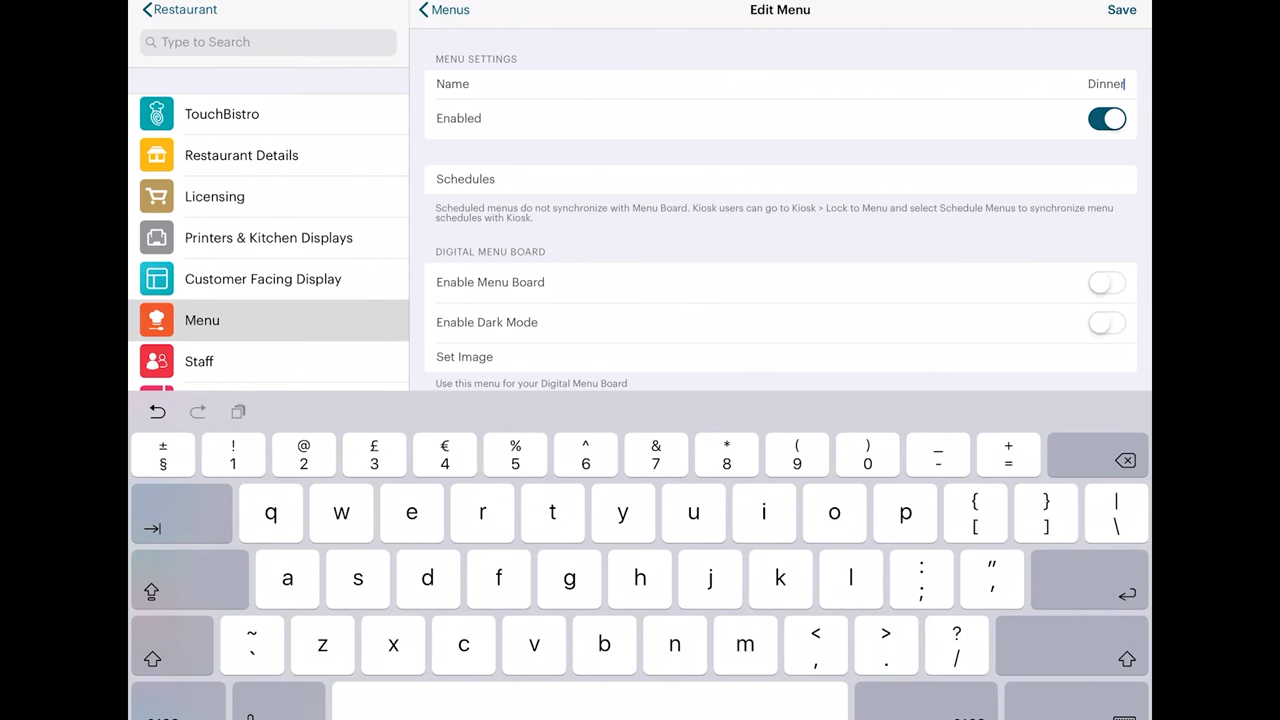 Restaurant
Menus
Edit Menu
Save
Type to Search
TouchBistro
Restaurant Details
Licensing
Printers & Kitchen Displays
Customer Facing Display
Menu
Staff
MENU SETTINGS
Name
Dinner
Enabled
Schedules
Scheduled menus do not synchronize with Menu Board. Kiosk users can go to Kiosk > Lock to Menu and select Schedule Menus to synchronize menu
schedules with Kiosk.
DIGITAL MENU BOARD
Enable Menu Board
Enable Dark Mode
Set Image
Use this menu for your Digital Menu Board
± ! @ £ € % ^ & * ( ) _ +
§ 1 2 3 4 5 6 7 8 9 0 - =
q w e r t y u i o p { } |
[ ] \
a s d f g h j k l : "
; '
~ z x c v b n m < > ?
` , . /